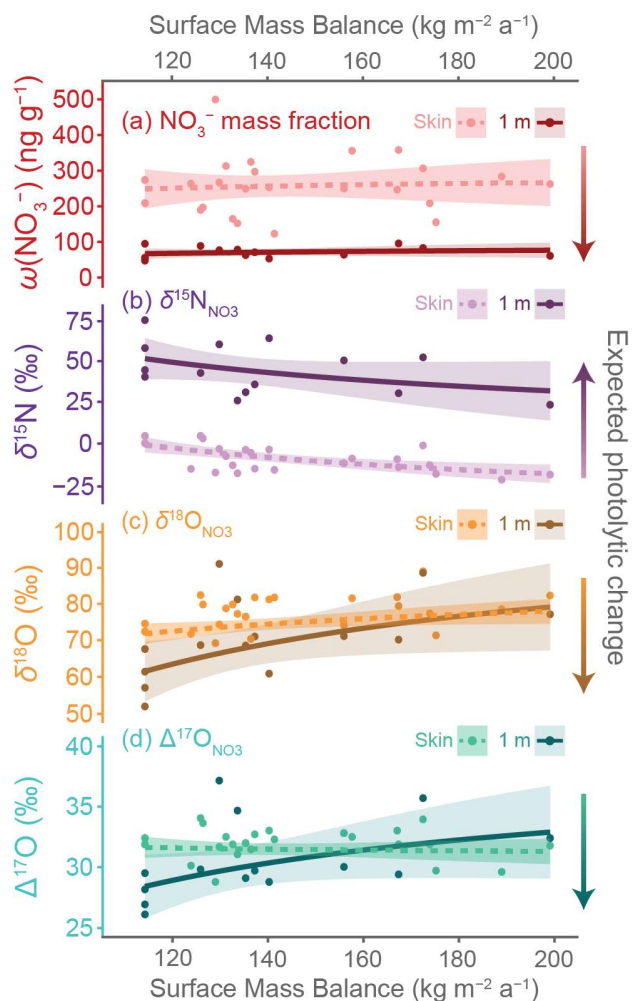 Surface Mass Balance (kg m⁻² a⁻¹)
120 140 160 180 200
(a) NO₃⁻ mass fraction
Skin 1 m
ω(NO₃⁻) (ng g⁻¹)
500
400
300
200
100
0
(b) δ¹⁵N_NO3
Skin 1 m
δ¹⁵N (‰)
75
50
25
0
−25
Expected photolytic change
(c) δ¹⁸O_NO3
Skin 1 m
δ¹⁸O (‰)
100
90
80
70
60
50
(d) Δ¹⁷O_NO3
Skin 1 m
Δ¹⁷O (‰)
40
35
30
25
120 140 160 180 200
Surface Mass Balance (kg m⁻² a⁻¹)